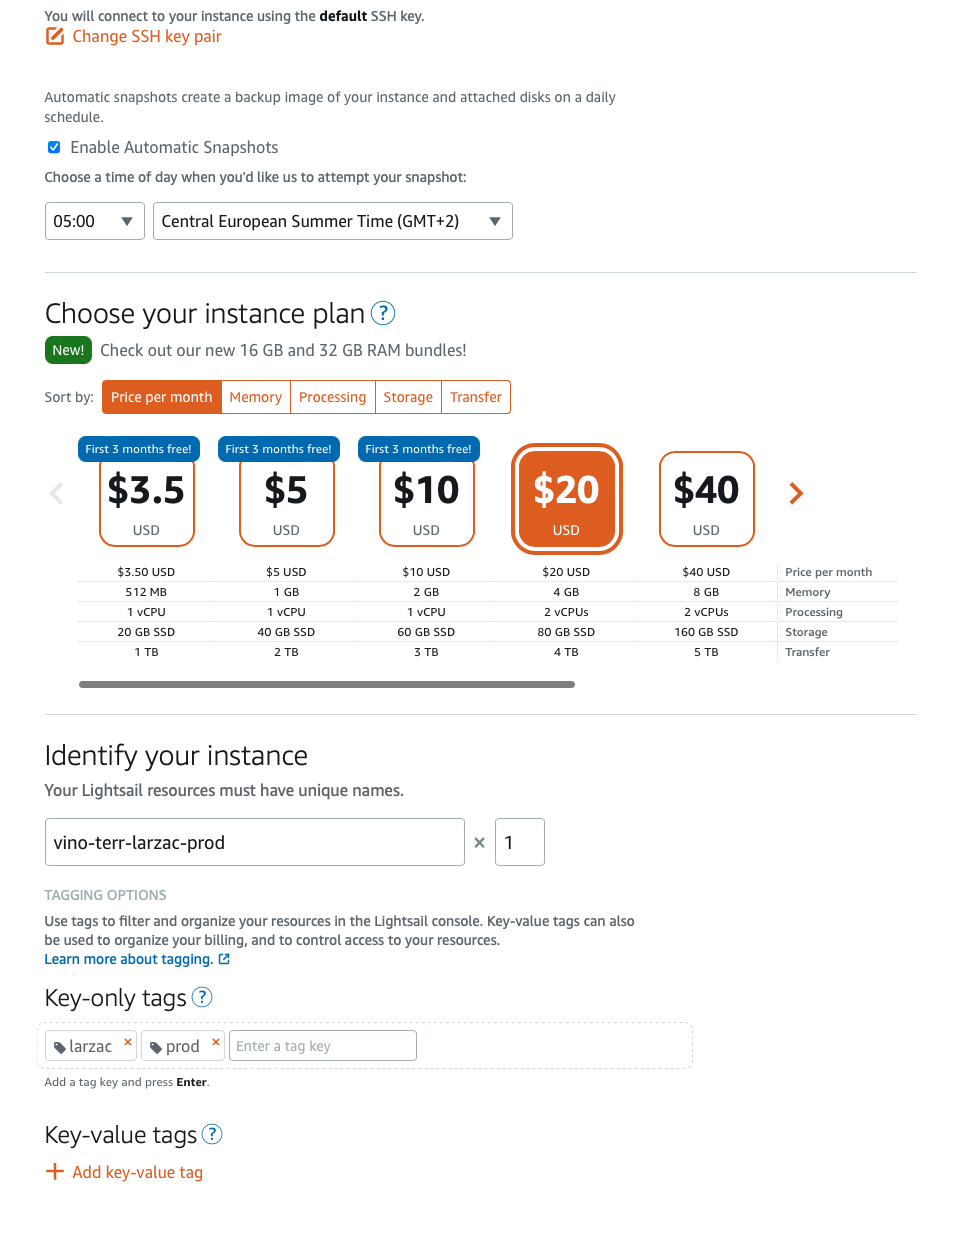 You will connect to your instance using the default SSH key.
Change SSH key pair
Automatic snapshots create a backup image of your instance and attached disks on a daily
schedule.
Enable Automatic Snapshots
Choose a time of day when you'd like us to attempt your snapshot:
05:00 Central European Summer Time (GMT+2)
Choose your instance plan ?
New! Check out our new 16 GB and 32 GB RAM bundles!
Sort by: Price per month Memory Processing Storage Transfer
First 3 months free! First 3 months free! First 3 months free!
$3.5 $5 $10 $20 $40
USD USD USD USD USD
$3.50 USD $5 USD $10 USD $20 USD $40 USD Price per month
512 MB 1 GB 2 GB 4 GB 8 GB Memory
1 vCPU 1 vCPU 1 vCPU 2 vCPUs 2 vCPUs Processing
20 GB SSD 40 GB SSD 60 GB SSD 80 GB SSD 160 GB SSD Storage
1 TB 2 TB 3 TB 4 TB 5 TB Transfer
Identify your instance
Your Lightsail resources must have unique names.
vino-terr-larzac-prod × 1
TAGGING OPTIONS
Use tags to filter and organize your resources in the Lightsail console. Key-value tags can also
be used to organize your billing, and to control access to your resources.
Learn more about tagging.
Key-only tags ?
larzac × prod × Enter a tag key
Add a tag key and press Enter.
Key-value tags ?
+ Add key-value tag